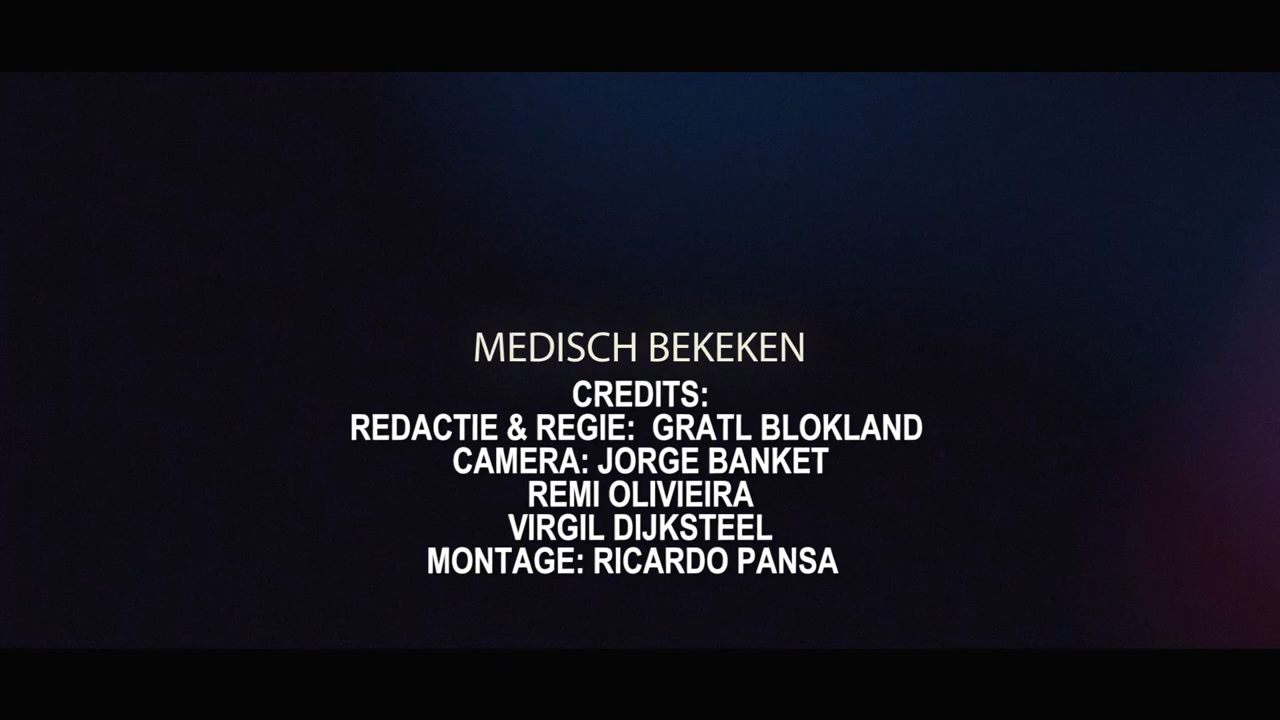 MEDISCH BEKEKEN
CREDITS:
REDACTIE & REGIE:  GRATL BLOKLAND
CAMERA: JORGE BANKET
REMI OLIVIEIRA
VIRGIL DIJKSTEEL
MONTAGE: RICARDO PANSA